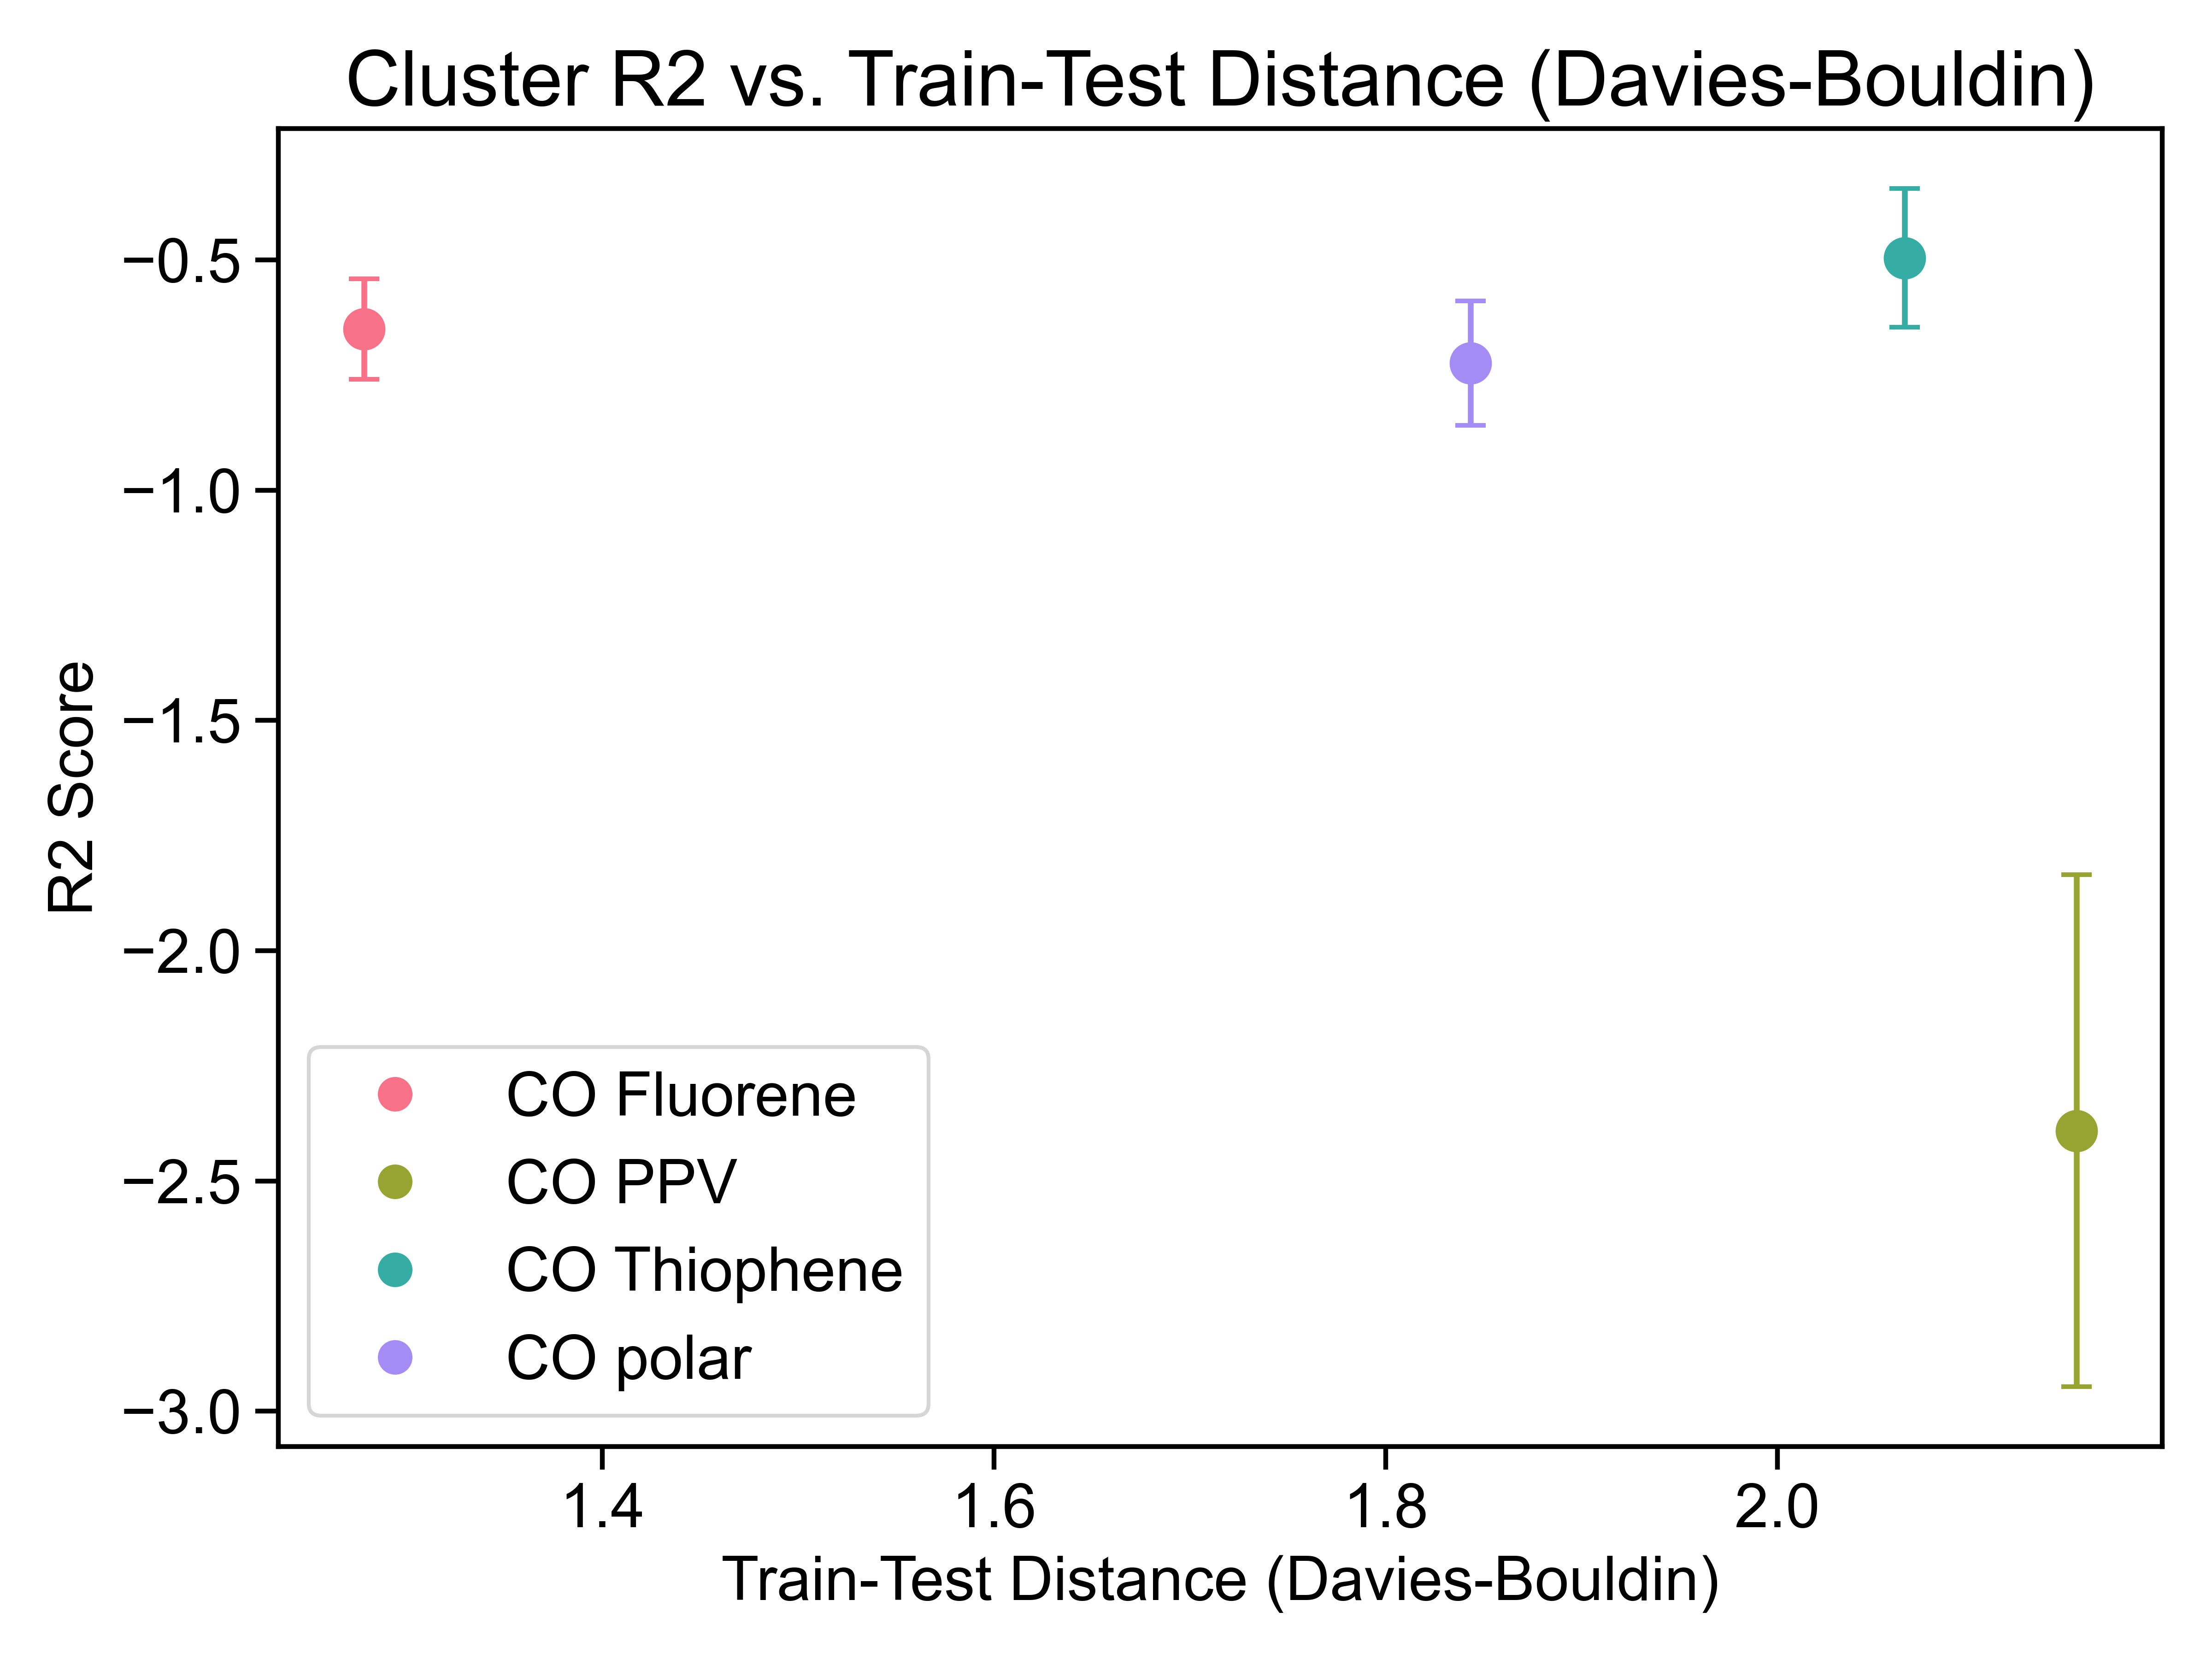 Cluster R2 vs. Train-Test Distance (Davies-Bouldin)
R2 Score
−0.5
−1.0
−1.5
−2.0
−2.5
−3.0
CO Fluorene
CO PPV
CO Thiophene
CO polar
1.4 1.6 1.8 2.0
Train-Test Distance (Davies-Bouldin)